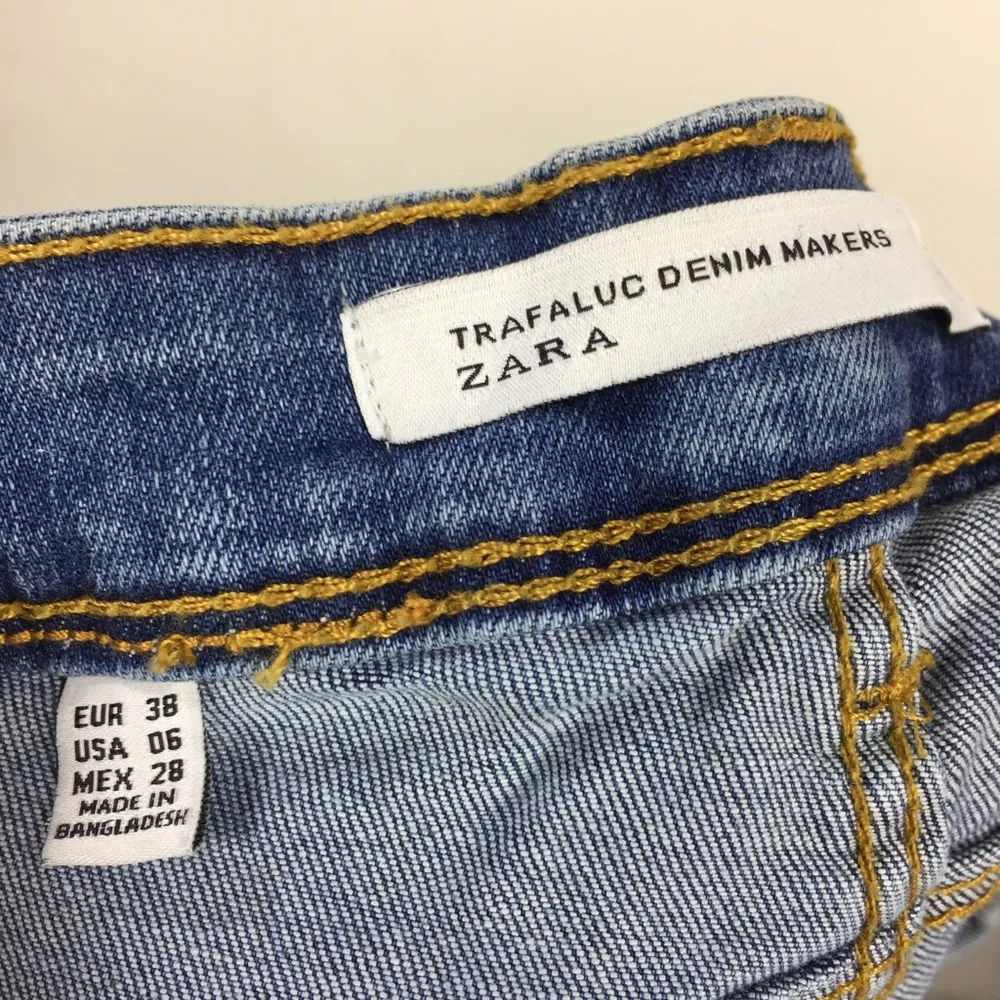 TRAFALUC DENIM MAKERS
ZARA
EUR 38
USA 06
MEX 28
MADE IN
BANGLADESH